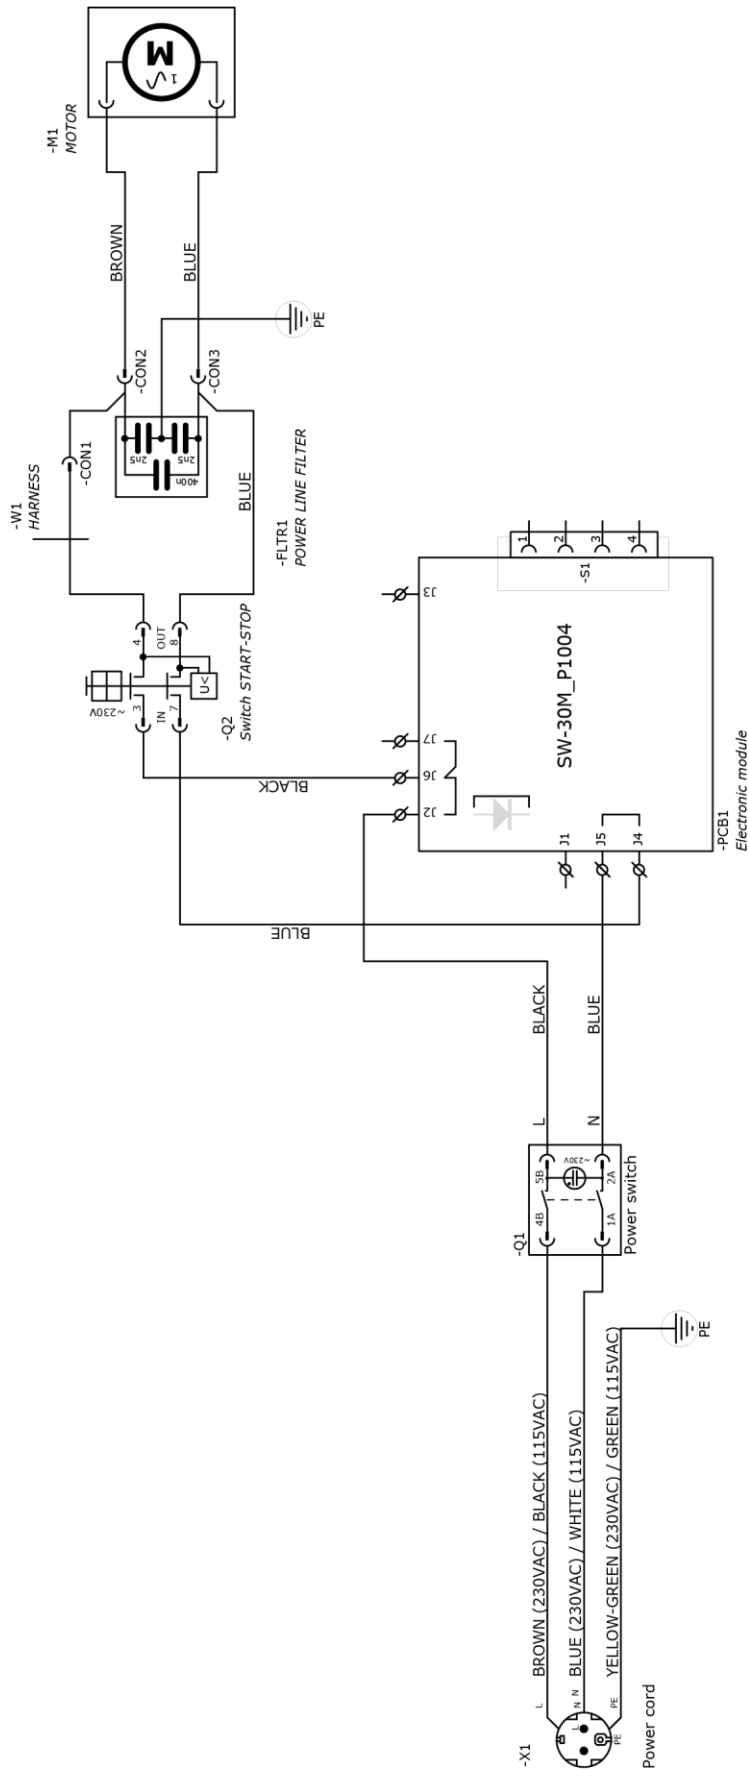 M
1
-M1
MOTOR
BROWN
BLUE
PE
-CON2
-CON3
-CON1
2n5
2n5
400n
-W1
HARNESS
BLUE
-FLTR1
POWER LINE FILTER
4
OUT
8
~230V
3
IN
7
U<
-Q2
Switch START-STOP
BLACK
BLUE
J3
J7
J6
J2
1
2
3
4
-S1
SW-30M_P1004
J1
J5
J4
-PCB1
Electronic module
BLACK
BLUE
L
N
5B
~230V
2A
4B
1A
-Q1
Power switch
PE
BROWN (230VAC) / BLACK (115VAC)
BLUE (230VAC) / WHITE (115VAC)
YELLOW-GREEN (230VAC) / GREEN (115VAC)
L
N
N
PE
L
PE
-X1
Power cord